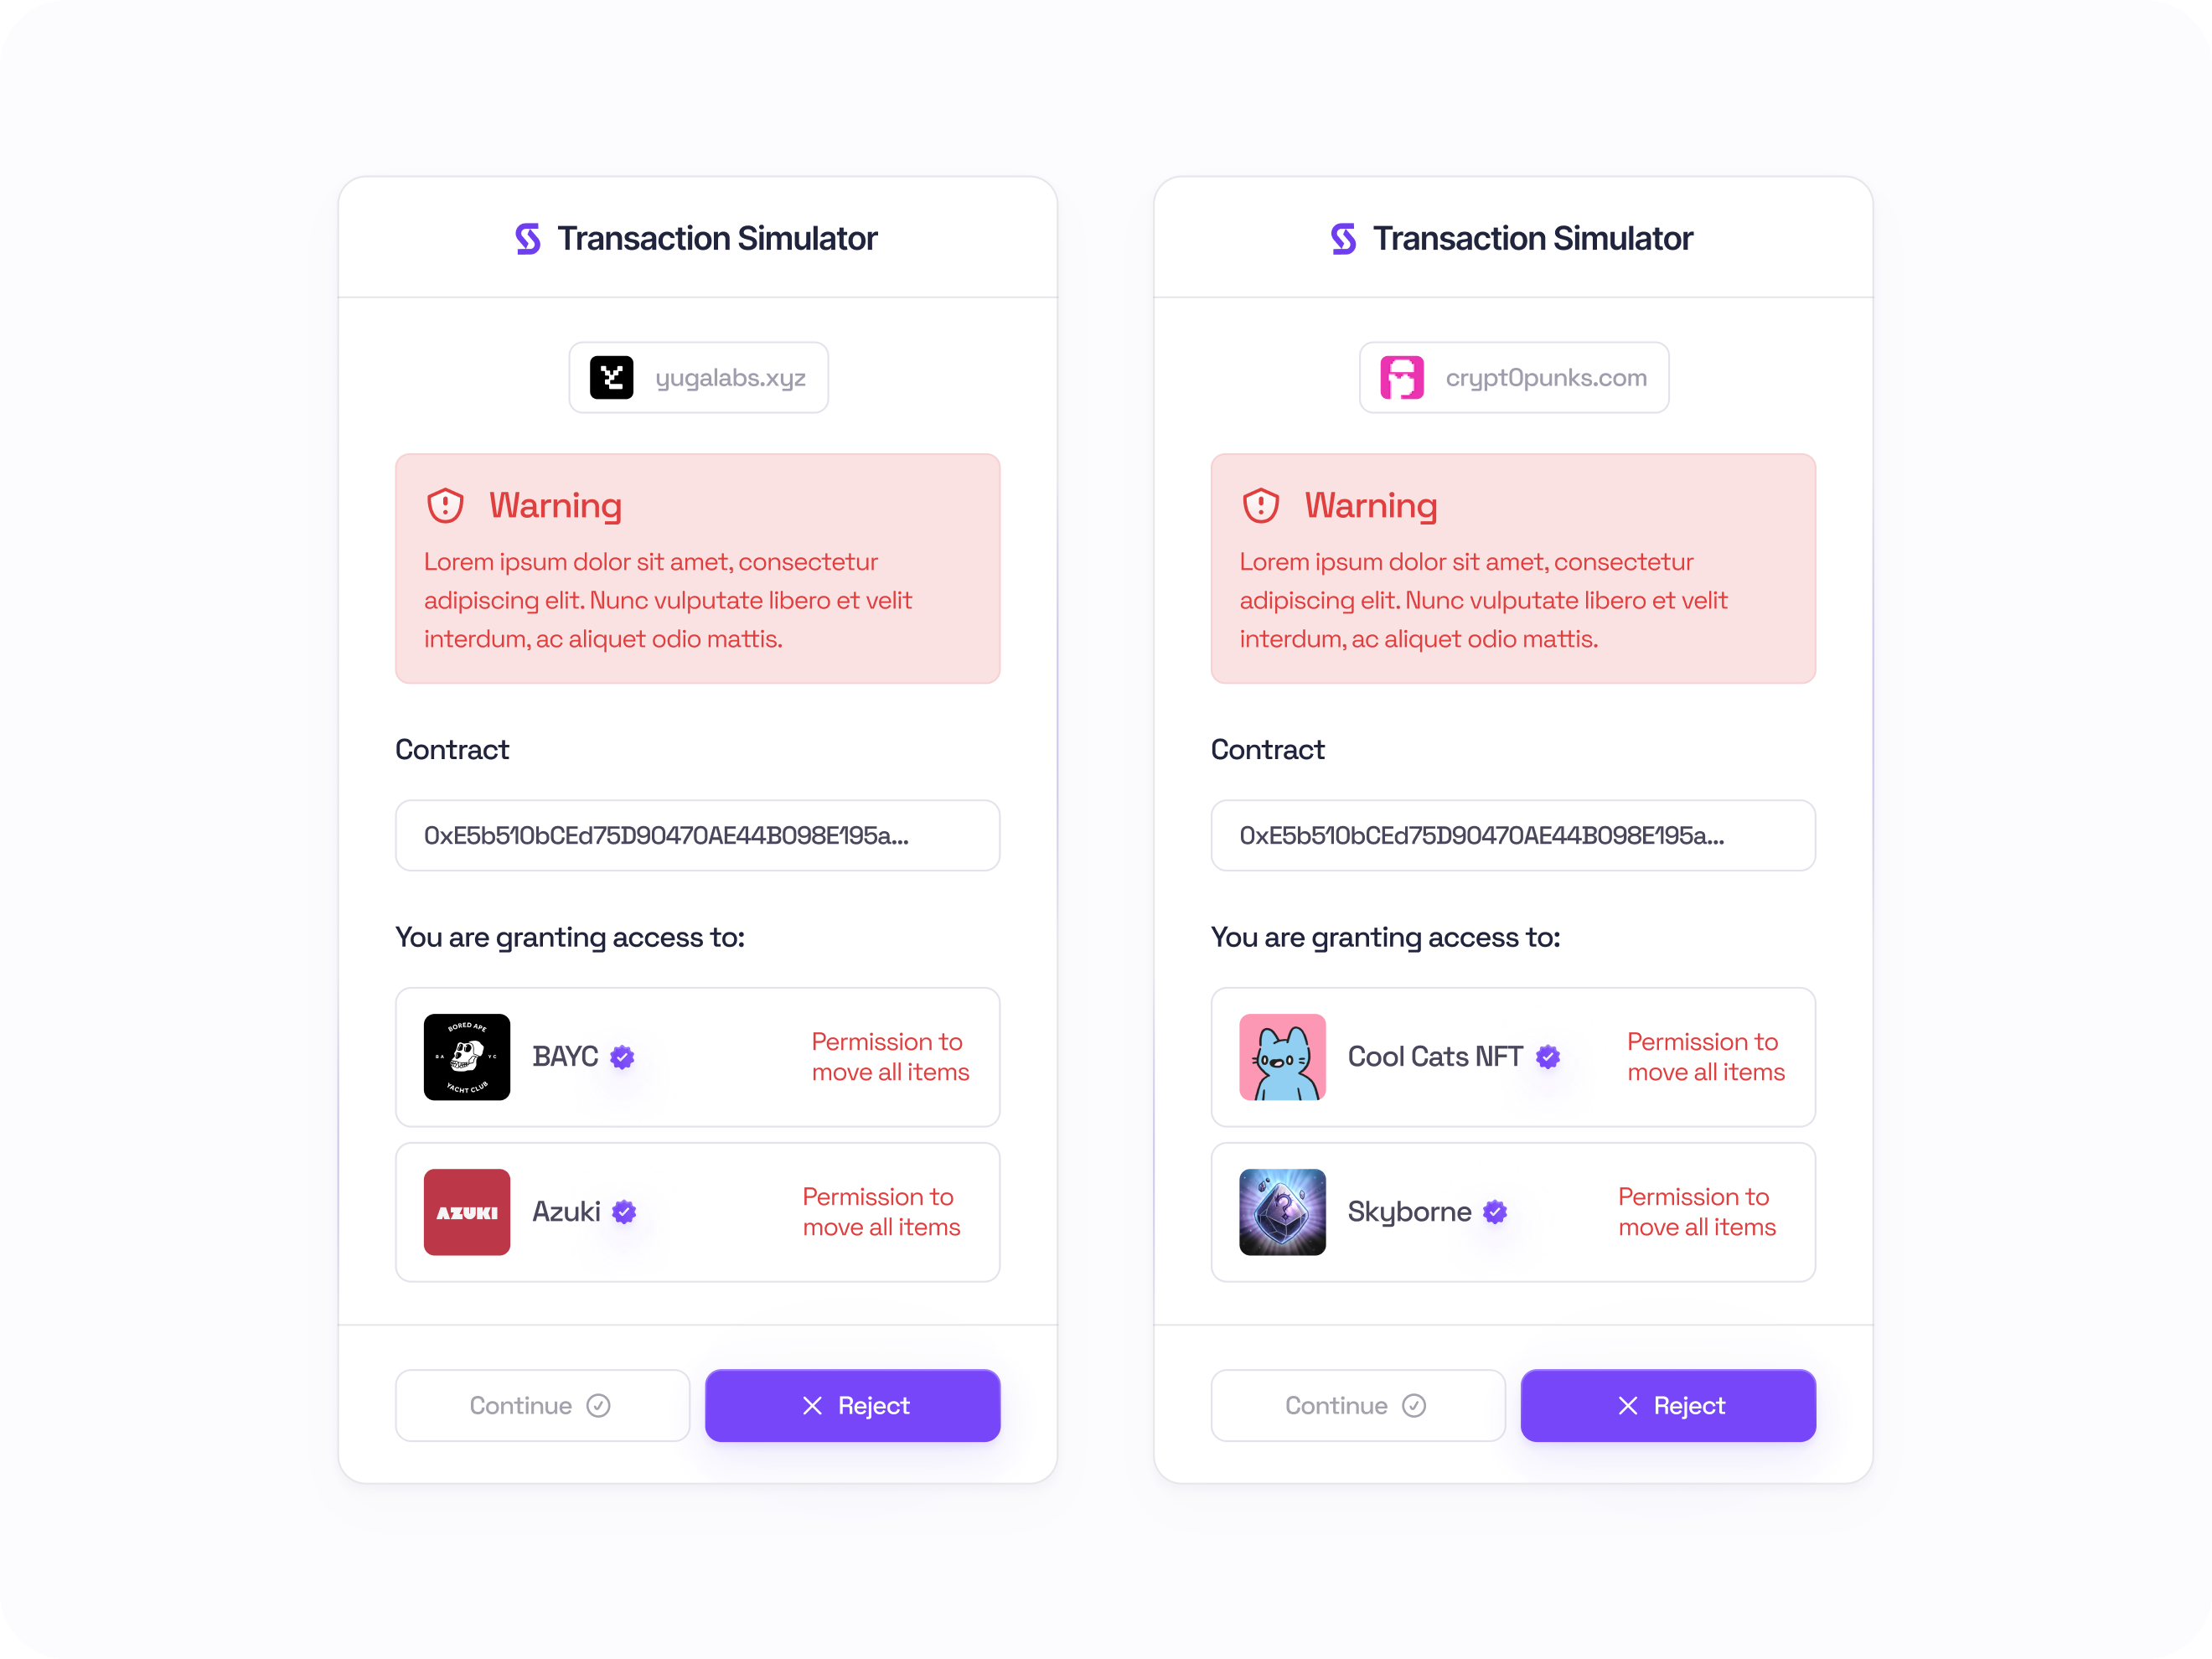 Transaction Simulator
yugalabs.xyz
Warning
Lorem ipsum dolor sit amet, consectetur
adipiscing elit. Nunc vulputate libero et velit
interdum, ac aliquet odio mattis.
Contract
0xE5b510bCEd75D90470AE44B098E195a...
You are granting access to:
BORED APE
BA YC
YACHT CLUB
BAYC
Permission to
move all items
AZUKI
Azuki
Permission to
move all items
Continue
Reject
Transaction Simulator
crypt0punks.com
Warning
Lorem ipsum dolor sit amet, consectetur
adipiscing elit. Nunc vulputate libero et velit
interdum, ac aliquet odio mattis.
Contract
0xE5b510bCEd75D90470AE44B098E195a...
You are granting access to:
Cool Cats NFT
Permission to
move all items
Skyborne
Permission to
move all items
Continue
Reject